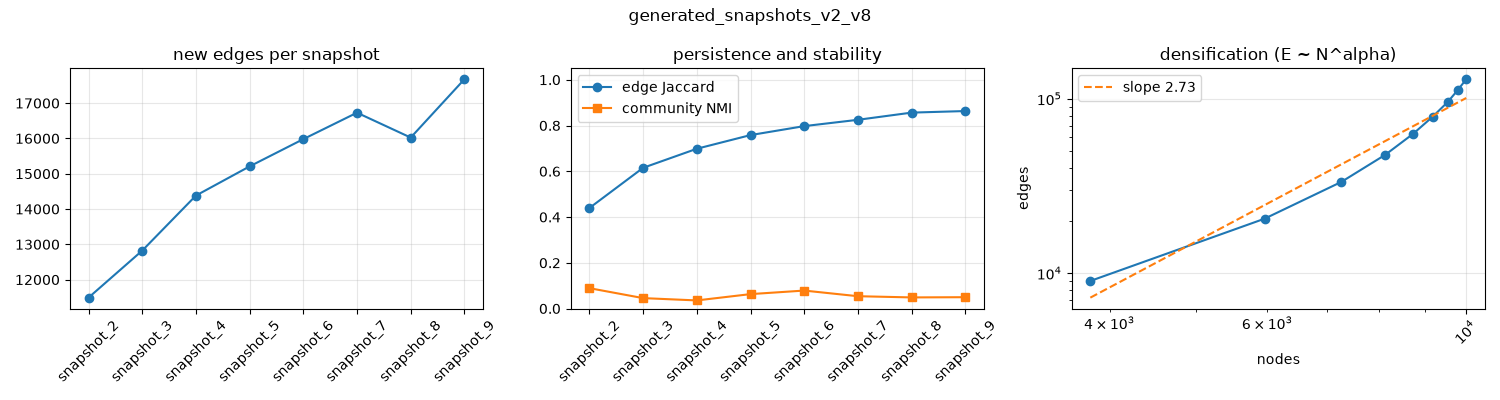 generated_snapshots_v2_v8
new edges per snapshot
17000
16000
15000
14000
13000
12000
snapshot_2
snapshot_3
snapshot_4
snapshot_5
snapshot_6
snapshot_7
snapshot_8
snapshot_9
persistence and stability
edge Jaccard
community NMI
1.0
0.8
0.6
0.4
0.2
0.0
snapshot_2
snapshot_3
snapshot_4
snapshot_5
snapshot_6
snapshot_7
snapshot_8
snapshot_9
densification (E ~ N^alpha)
slope 2.73
edges
10⁵
10⁴
4 × 10³
6 × 10³
10⁴
nodes